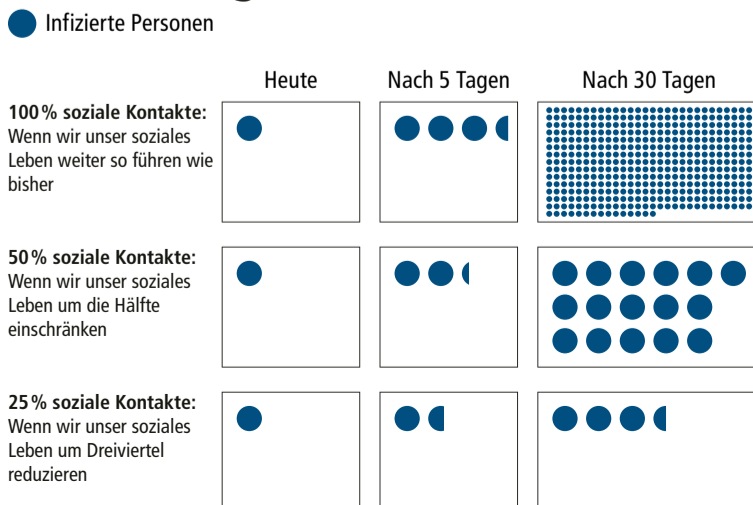 Infizierte Personen
Heute
Nach 5 Tagen
Nach 30 Tagen
100% soziale Kontakte:
Wenn wir unser soziales
Leben weiter so führen wie
bisher
50% soziale Kontakte:
Wenn wir unser soziales
Leben um die Hälfte
einschränken
25% soziale Kontakte:
Wenn wir unser soziales
Leben um Dreiviertel
reduzieren